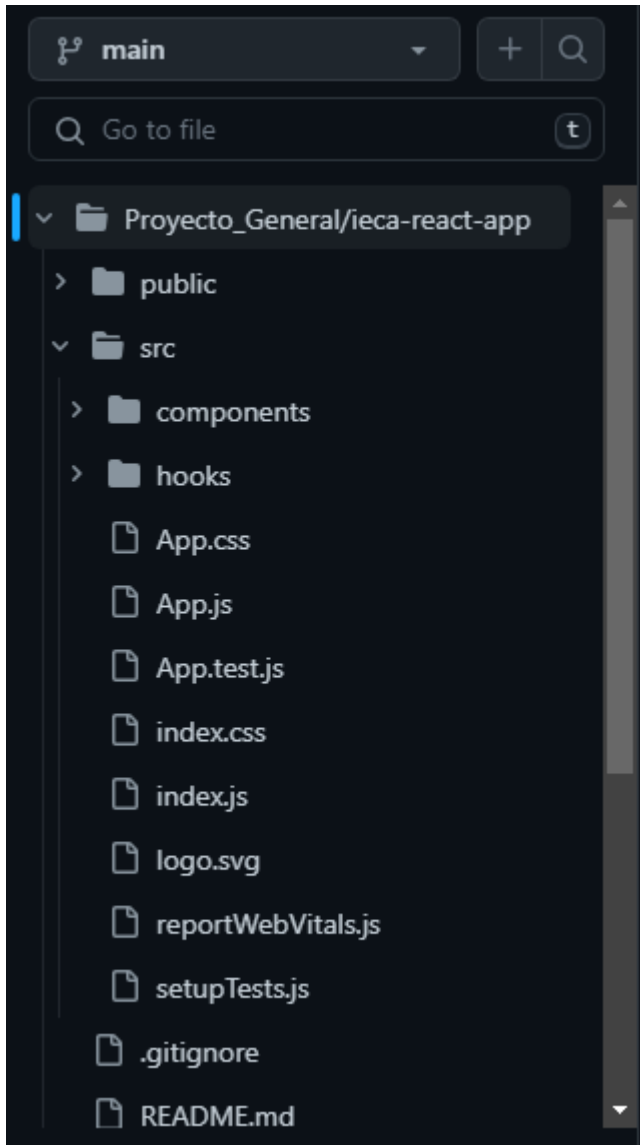 main
Go to file
t
Proyecto_General/ieca-react-app
public
src
components
hooks
App.css
App.js
App.test.js
index.css
index.js
logo.svg
reportWebVitals.js
setupTests.js
.gitignore
README.md